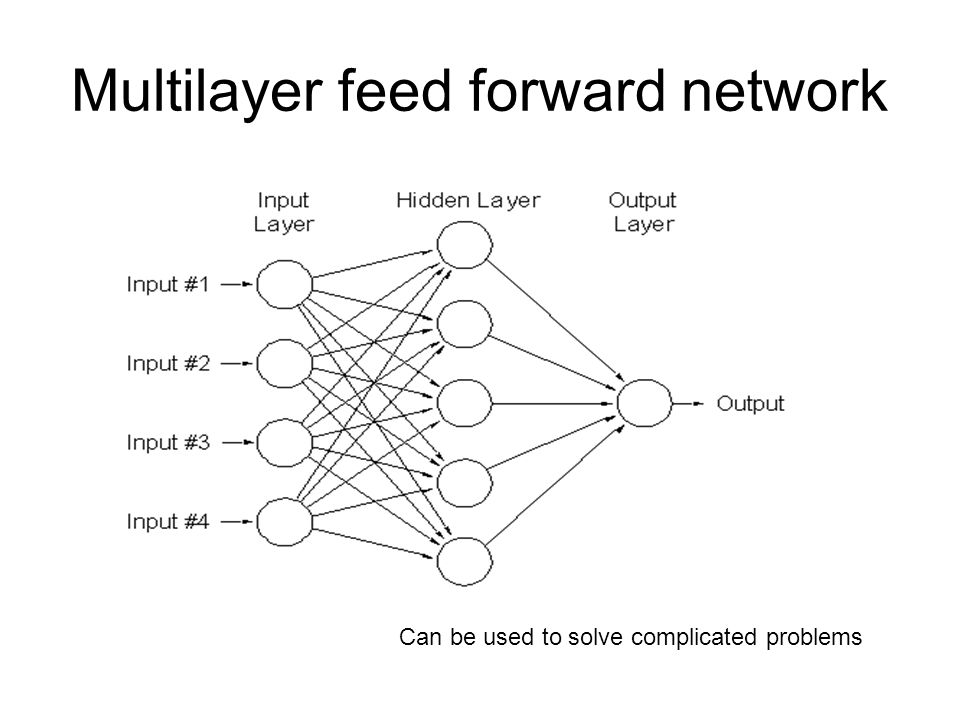 Multilayer feed forward network
Input
Layer
Hidden Layer
Output
Layer
Input #1
Input #2
Input #3
Input #4
Output
Can be used to solve complicated problems